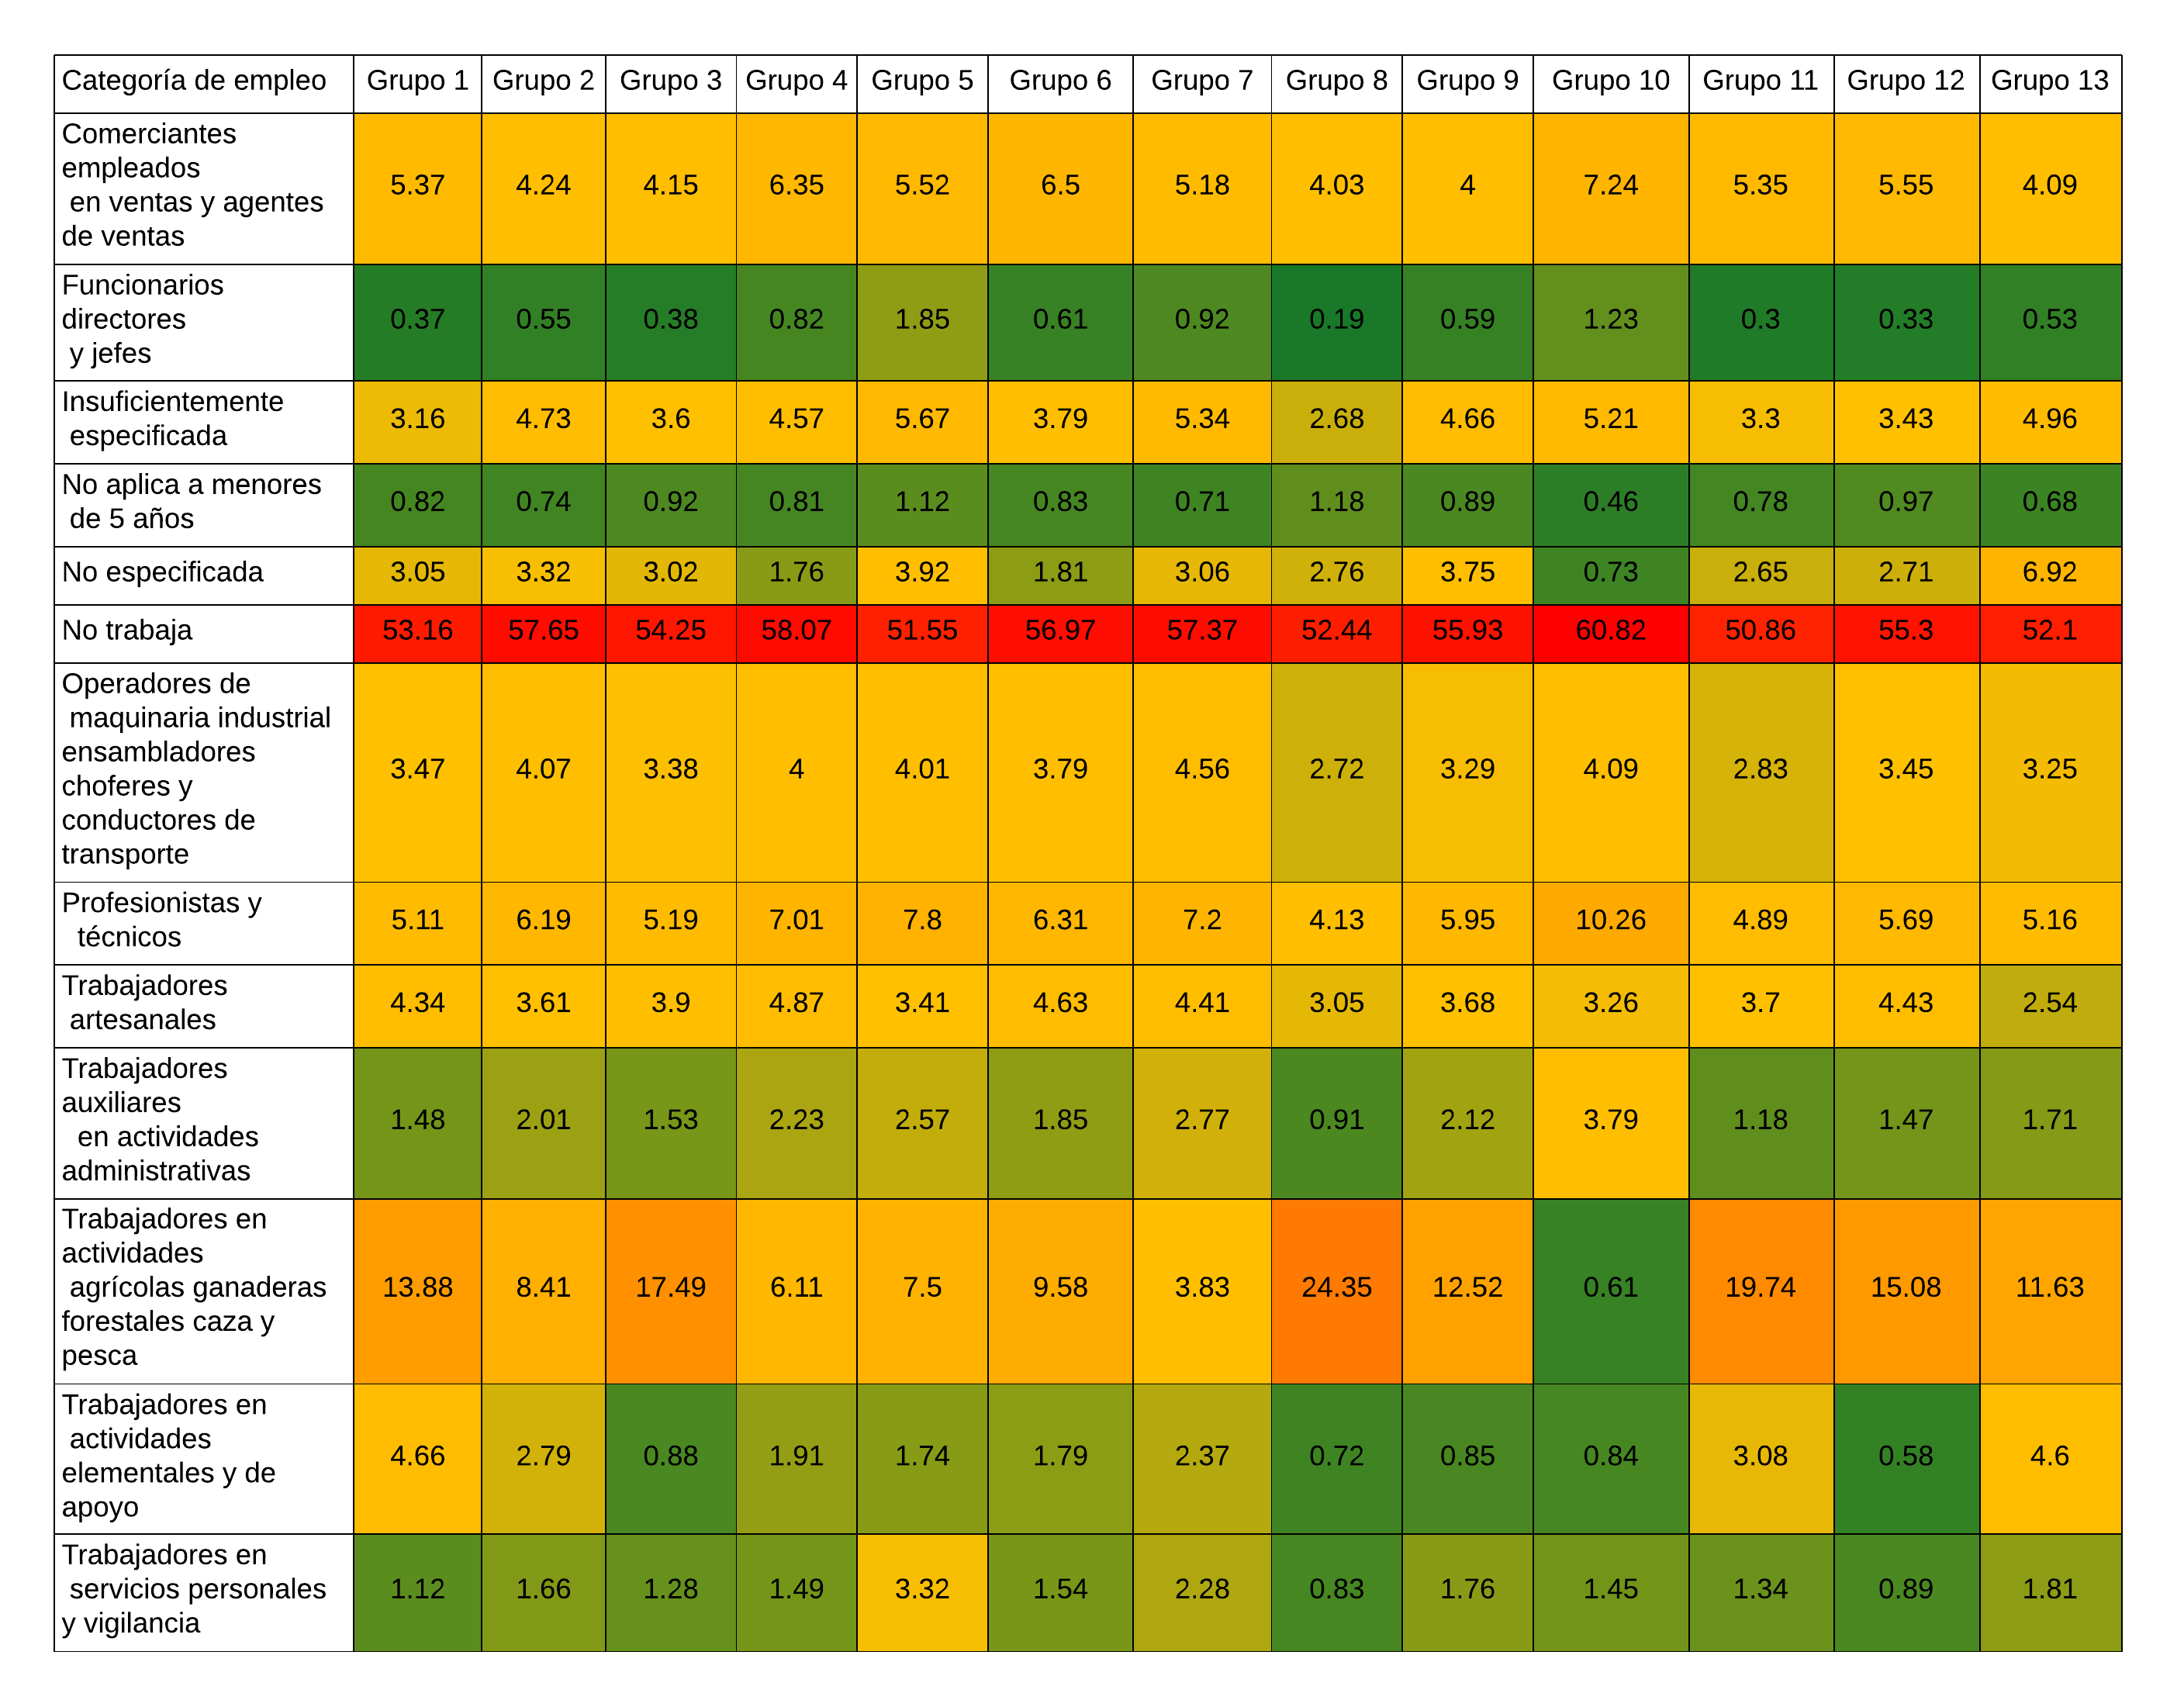 Categoría de empleo Grupo 1 Grupo 2 Grupo 3 Grupo 4 Grupo 5 Grupo 6 Grupo 7 Grupo 8 Grupo 9 Grupo 10 Grupo 11 Grupo 12 Grupo 13
Comerciantes
empleados
en ventas y agentes
de ventas
5.37 4.24 4.15 6.35 5.52 6.5 5.18 4.03 4 7.24 5.35 5.55 4.09
Funcionarios
directores
y jefes
0.37 0.55 0.38 0.82 1.85 0.61 0.92 0.19 0.59 1.23 0.3 0.33 0.53
Insuficientemente
especificada
3.16 4.73 3.6 4.57 5.67 3.79 5.34 2.68 4.66 5.21 3.3 3.43 4.96
No aplica a menores
de 5 años
0.82 0.74 0.92 0.81 1.12 0.83 0.71 1.18 0.89 0.46 0.78 0.97 0.68
No especificada 3.05 3.32 3.02 1.76 3.92 1.81 3.06 2.76 3.75 0.73 2.65 2.71 6.92
No trabaja 53.16 57.65 54.25 58.07 51.55 56.97 57.37 52.44 55.93 60.82 50.86 55.3 52.1
Operadores de
maquinaria industrial
ensambladores
choferes y
conductores de
transporte
3.47 4.07 3.38 4 4.01 3.79 4.56 2.72 3.29 4.09 2.83 3.45 3.25
Profesionistas y
técnicos
5.11 6.19 5.19 7.01 7.8 6.31 7.2 4.13 5.95 10.26 4.89 5.69 5.16
Trabajadores
artesanales
4.34 3.61 3.9 4.87 3.41 4.63 4.41 3.05 3.68 3.26 3.7 4.43 2.54
Trabajadores
auxiliares
en actividades
administrativas
1.48 2.01 1.53 2.23 2.57 1.85 2.77 0.91 2.12 3.79 1.18 1.47 1.71
Trabajadores en
actividades
agrícolas ganaderas
forestales caza y
pesca
13.88 8.41 17.49 6.11 7.5 9.58 3.83 24.35 12.52 0.61 19.74 15.08 11.63
Trabajadores en
actividades
elementales y de
apoyo
4.66 2.79 0.88 1.91 1.74 1.79 2.37 0.72 0.85 0.84 3.08 0.58 4.6
Trabajadores en
servicios personales
y vigilancia
1.12 1.66 1.28 1.49 3.32 1.54 2.28 0.83 1.76 1.45 1.34 0.89 1.81